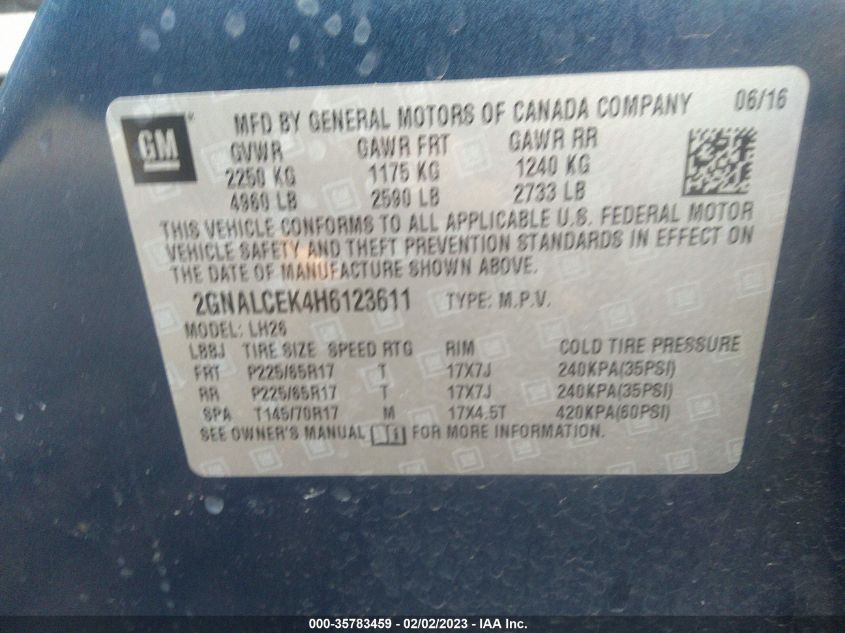 GM ® MFD BY GENERAL MOTORS OF CANADA COMPANY 06/16
GVWR GAWR FRT GAWR RR
2250 KG 1175 KG 1240 KG
4960 LB 2590 LB 2733 LB
THIS VEHICLE CONFORMS TO ALL APPLICABLE U.S. FEDERAL MOTOR
VEHICLE SAFETY AND THEFT PREVENTION STANDARDS IN EFFECT ON
THE DATE OF MANUFACTURE SHOWN ABOVE.
2GNALCEK4H6123611 TYPE: M.P.V.
MODEL: LH26
LBBJ TIRE SIZE SPEED RTG RIM COLD TIRE PRESSURE
FRT P225/65R17 T 17X7J 240KPA(35PSI)
RR P225/65R17 T 17X7J 240KPA(35PSI)
SPA T145/70R17 M 17X4.5T 420KPA(60PSI)
SEE OWNER'S MANUAL FOR MORE INFORMATION.
000-35783459 - 02/02/2023 - IAA Inc.